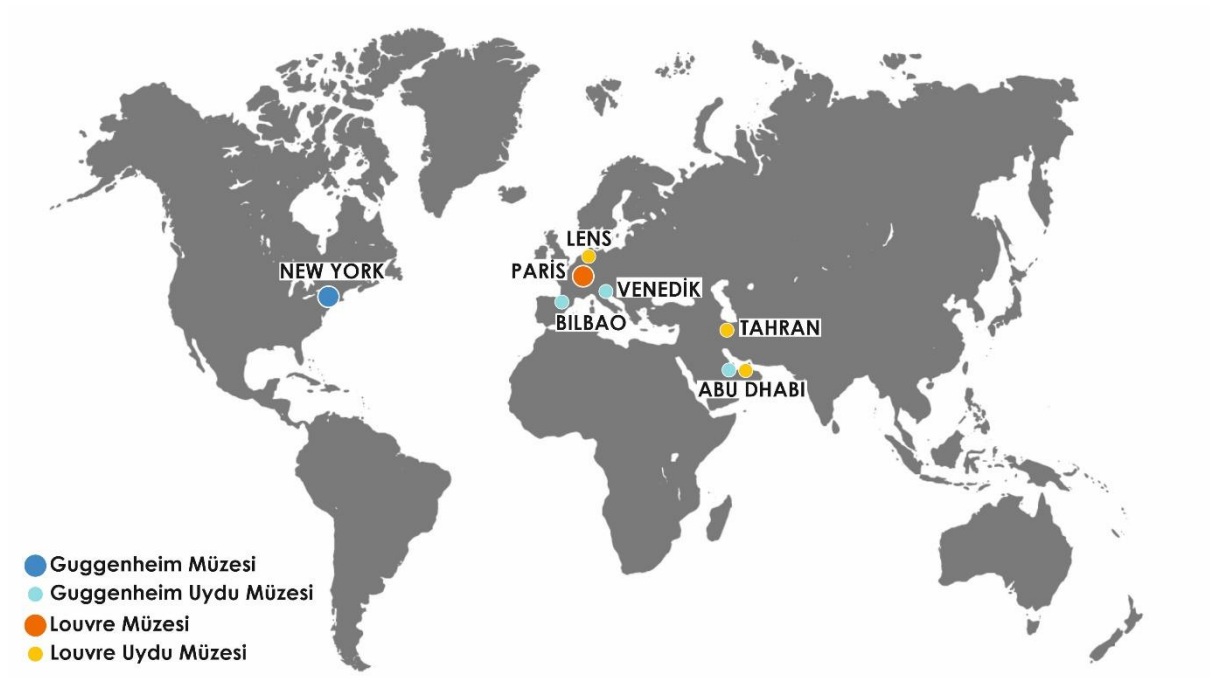 LENS
PARİS
NEW YORK
VENEDİK
BILBAO
TAHRAN
ABU DHABI
Guggenheim Müzesi
Guggenheim Uydu Müzesi
Louvre Müzesi
Louvre Uydu Müzesi